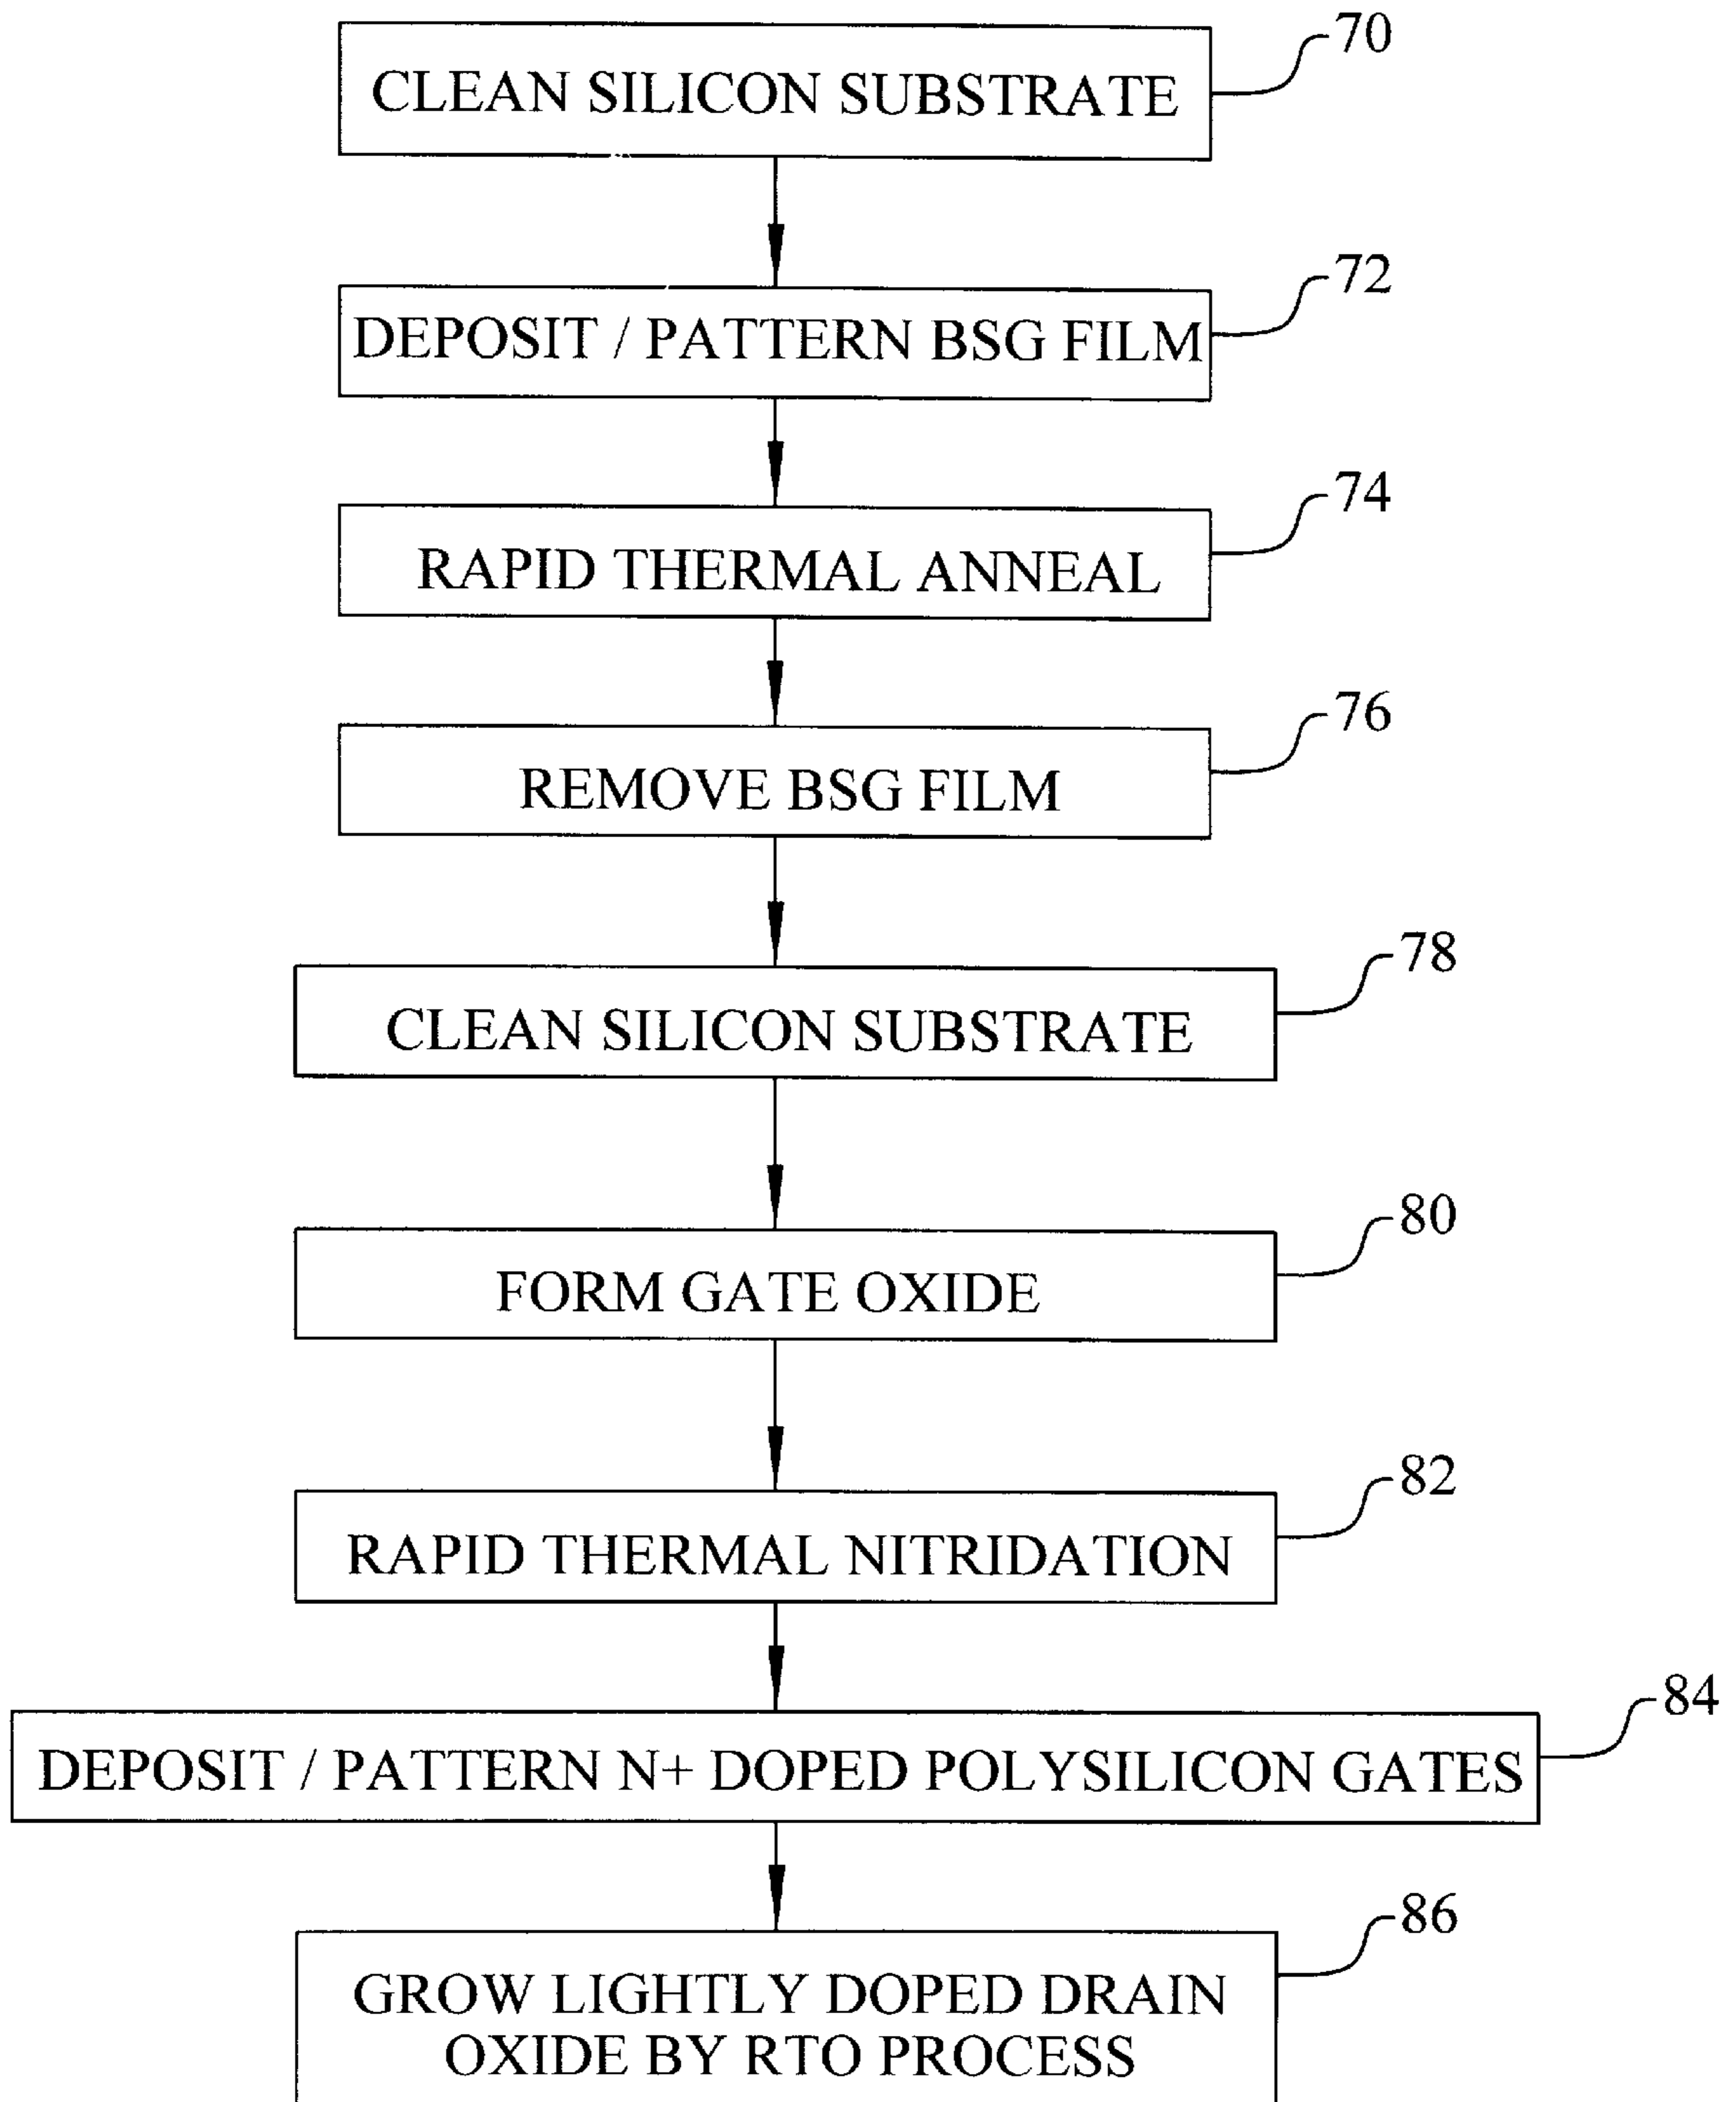 70
CLEAN SILICON SUBSTRATE
72
DEPOSIT / PATTERN BSG FILM
74
RAPID THERMAL ANNEAL
76
REMOVE BSG FILM
78
CLEAN SILICON SUBSTRATE
80
FORM GATE OXIDE
82
RAPID THERMAL NITRIDATION
84
DEPOSIT / PATTERN N+ DOPED POLYSILICON GATES
86
GROW LIGHTLY DOPED DRAIN
OXIDE BY RTO PROCESS